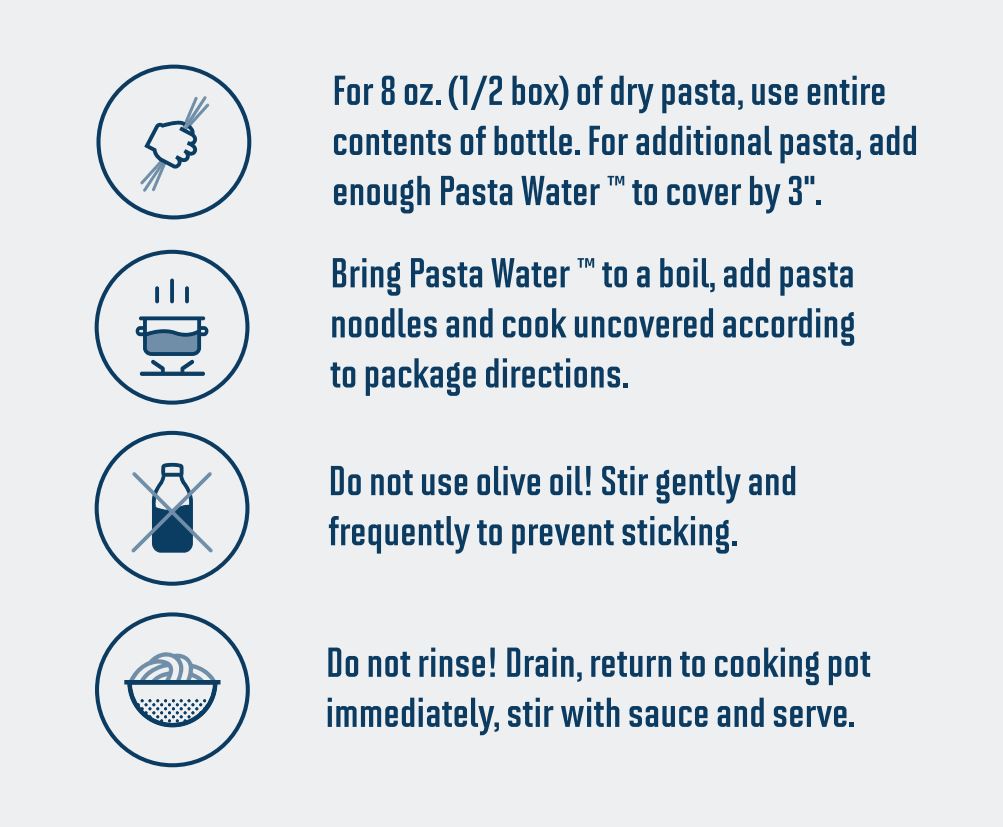 For 8 oz. (1/2 box) of dry pasta, use entire
contents of bottle. For additional pasta, add
enough Pasta Water ™ to cover by 3".
Bring Pasta Water ™ to a boil, add pasta
noodles and cook uncovered according
to package directions.
Do not use olive oil! Stir gently and
frequently to prevent sticking.
Do not rinse! Drain, return to cooking pot
immediately, stir with sauce and serve.